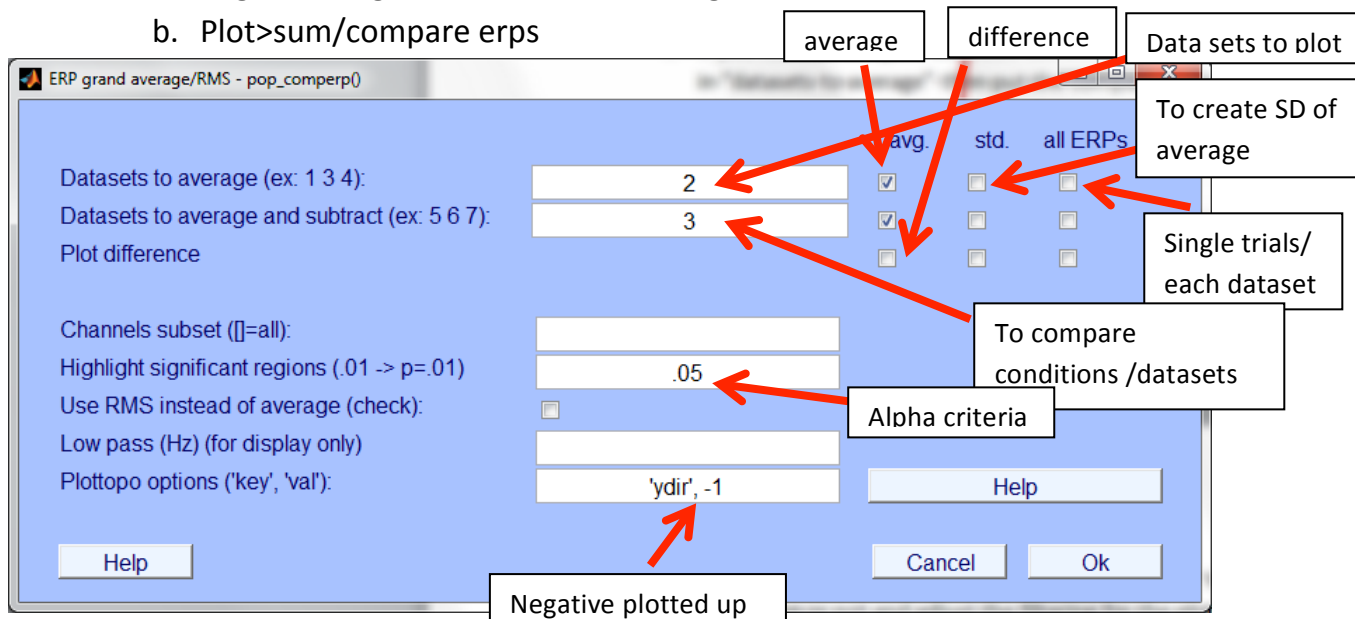 b. Plot>sum/compare erps
average
difference
Data sets to plot
ERP grand average/RMS - pop_comperp()
To create SD of
average
avg. std. all ERPs
Datasets to average (ex: 1 3 4): 2
Datasets to average and subtract (ex: 5 6 7): 3
Plot difference
Single trials/
each dataset
Channels subset ([]=all):
To compare
conditions /datasets
Highlight significant regions (.01 -> p=.01) .05
Use RMS instead of average (check):
Alpha criteria
Low pass (Hz) (for display only)
Plottopo options ('key', 'val'): 'ydir', -1 Help
Help Cancel Ok
Negative plotted up